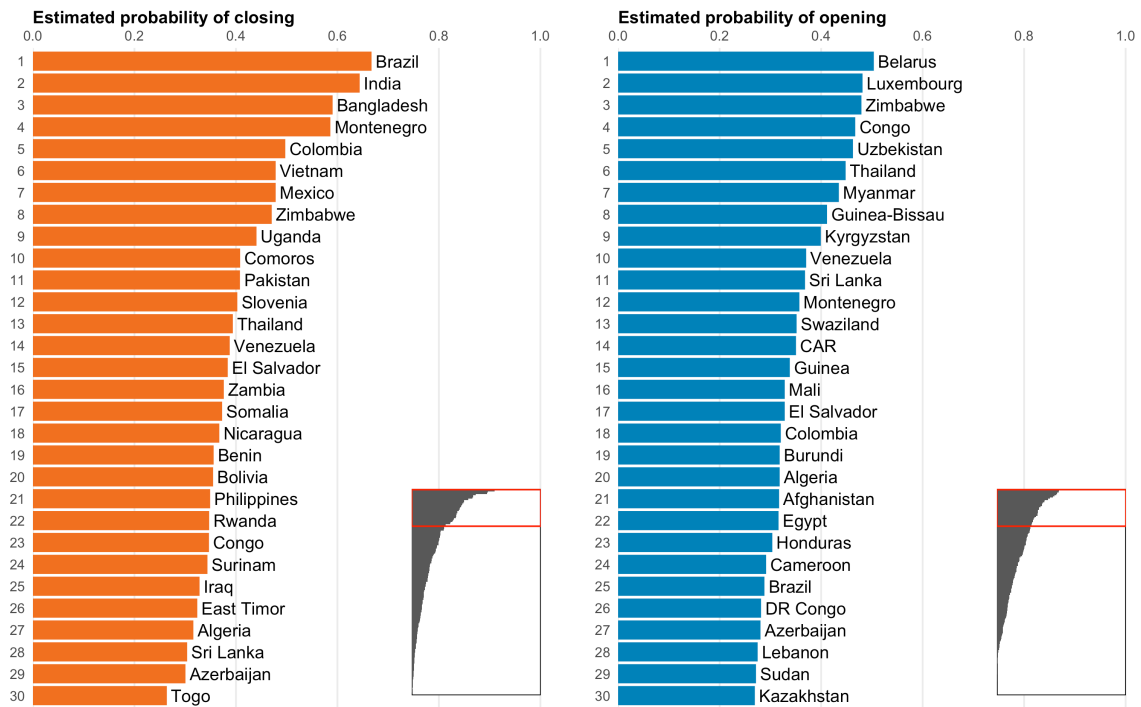 Estimated probability of closing
0.0 0.2 0.4 0.6 0.8 1.0
1 Brazil
2 India
3 Bangladesh
4 Montenegro
5 Colombia
6 Vietnam
7 Mexico
8 Zimbabwe
9 Uganda
10 Comoros
11 Pakistan
12 Slovenia
13 Thailand
14 Venezuela
15 El Salvador
16 Zambia
17 Somalia
18 Nicaragua
19 Benin
20 Bolivia
21 Philippines
22 Rwanda
23 Congo
24 Surinam
25 Iraq
26 East Timor
27 Algeria
28 Sri Lanka
29 Azerbaijan
30 Togo
Estimated probability of opening
0.0 0.2 0.4 0.6 0.8 1.0
1 Belarus
2 Luxembourg
3 Zimbabwe
4 Congo
5 Uzbekistan
6 Thailand
7 Myanmar
8 Guinea-Bissau
9 Kyrgyzstan
10 Venezuela
11 Sri Lanka
12 Montenegro
13 Swaziland
14 CAR
15 Guinea
16 Mali
17 El Salvador
18 Colombia
19 Burundi
20 Algeria
21 Afghanistan
22 Egypt
23 Honduras
24 Cameroon
25 Brazil
26 DR Congo
27 Azerbaijan
28 Lebanon
29 Sudan
30 Kazakhstan